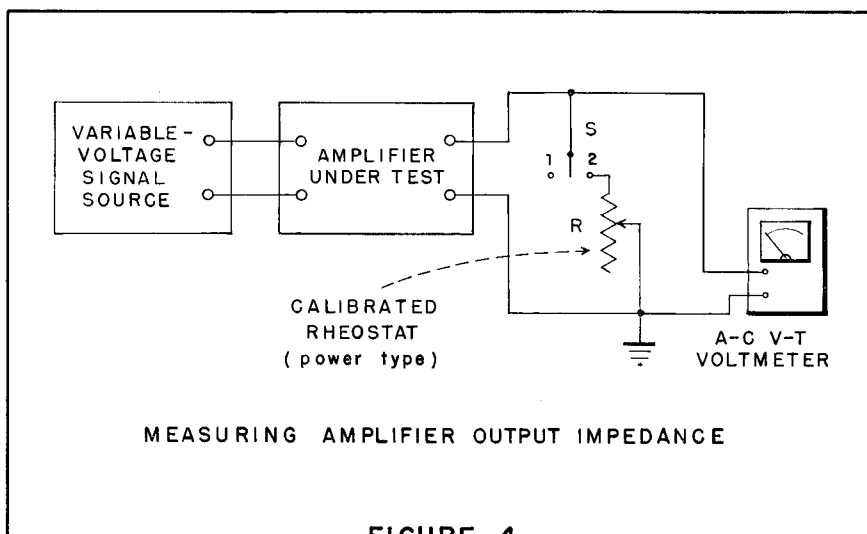 VARIABLE-
VOLTAGE
SIGNAL
SOURCE
AMPLIFIER
UNDER TEST
S
1 2
R
CALIBRATED
RHEOSTAT
(power type)
A-C V-T
VOLTMETER
MEASURING AMPLIFIER OUTPUT IMPEDANCE